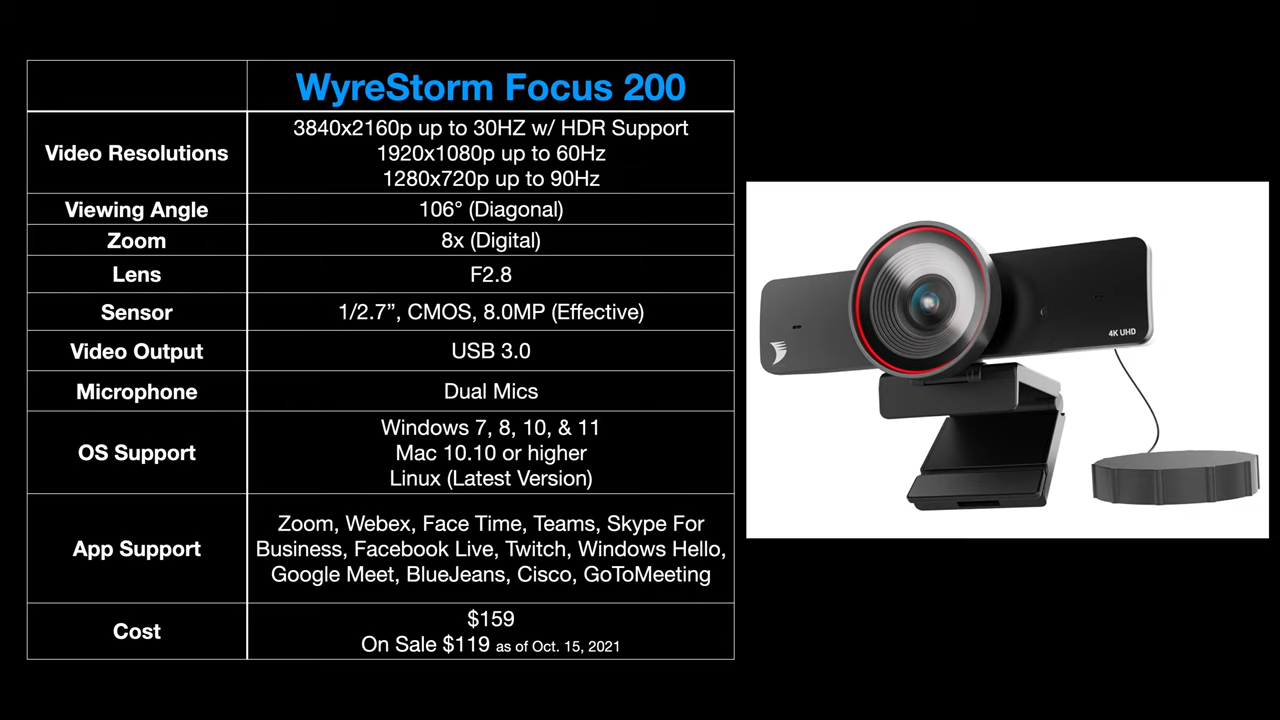 WyreStorm Focus 200
Video Resolutions
3840x2160p up to 30HZ w/ HDR Support
1920x1080p up to 60Hz
1280x720p up to 90Hz
Viewing Angle
106° (Diagonal)
Zoom
8x (Digital)
Lens
F2.8
Sensor
1/2.7”, CMOS, 8.0MP (Effective)
Video Output
USB 3.0
Microphone
Dual Mics
OS Support
Windows 7, 8, 10, & 11
Mac 10.10 or higher
Linux (Latest Version)
App Support
Zoom, Webex, Face Time, Teams, Skype For
Business, Facebook Live, Twitch, Windows Hello,
Google Meet, BlueJeans, Cisco, GoToMeeting
Cost
$159
On Sale $119 as of Oct. 15, 2021
4K UHD